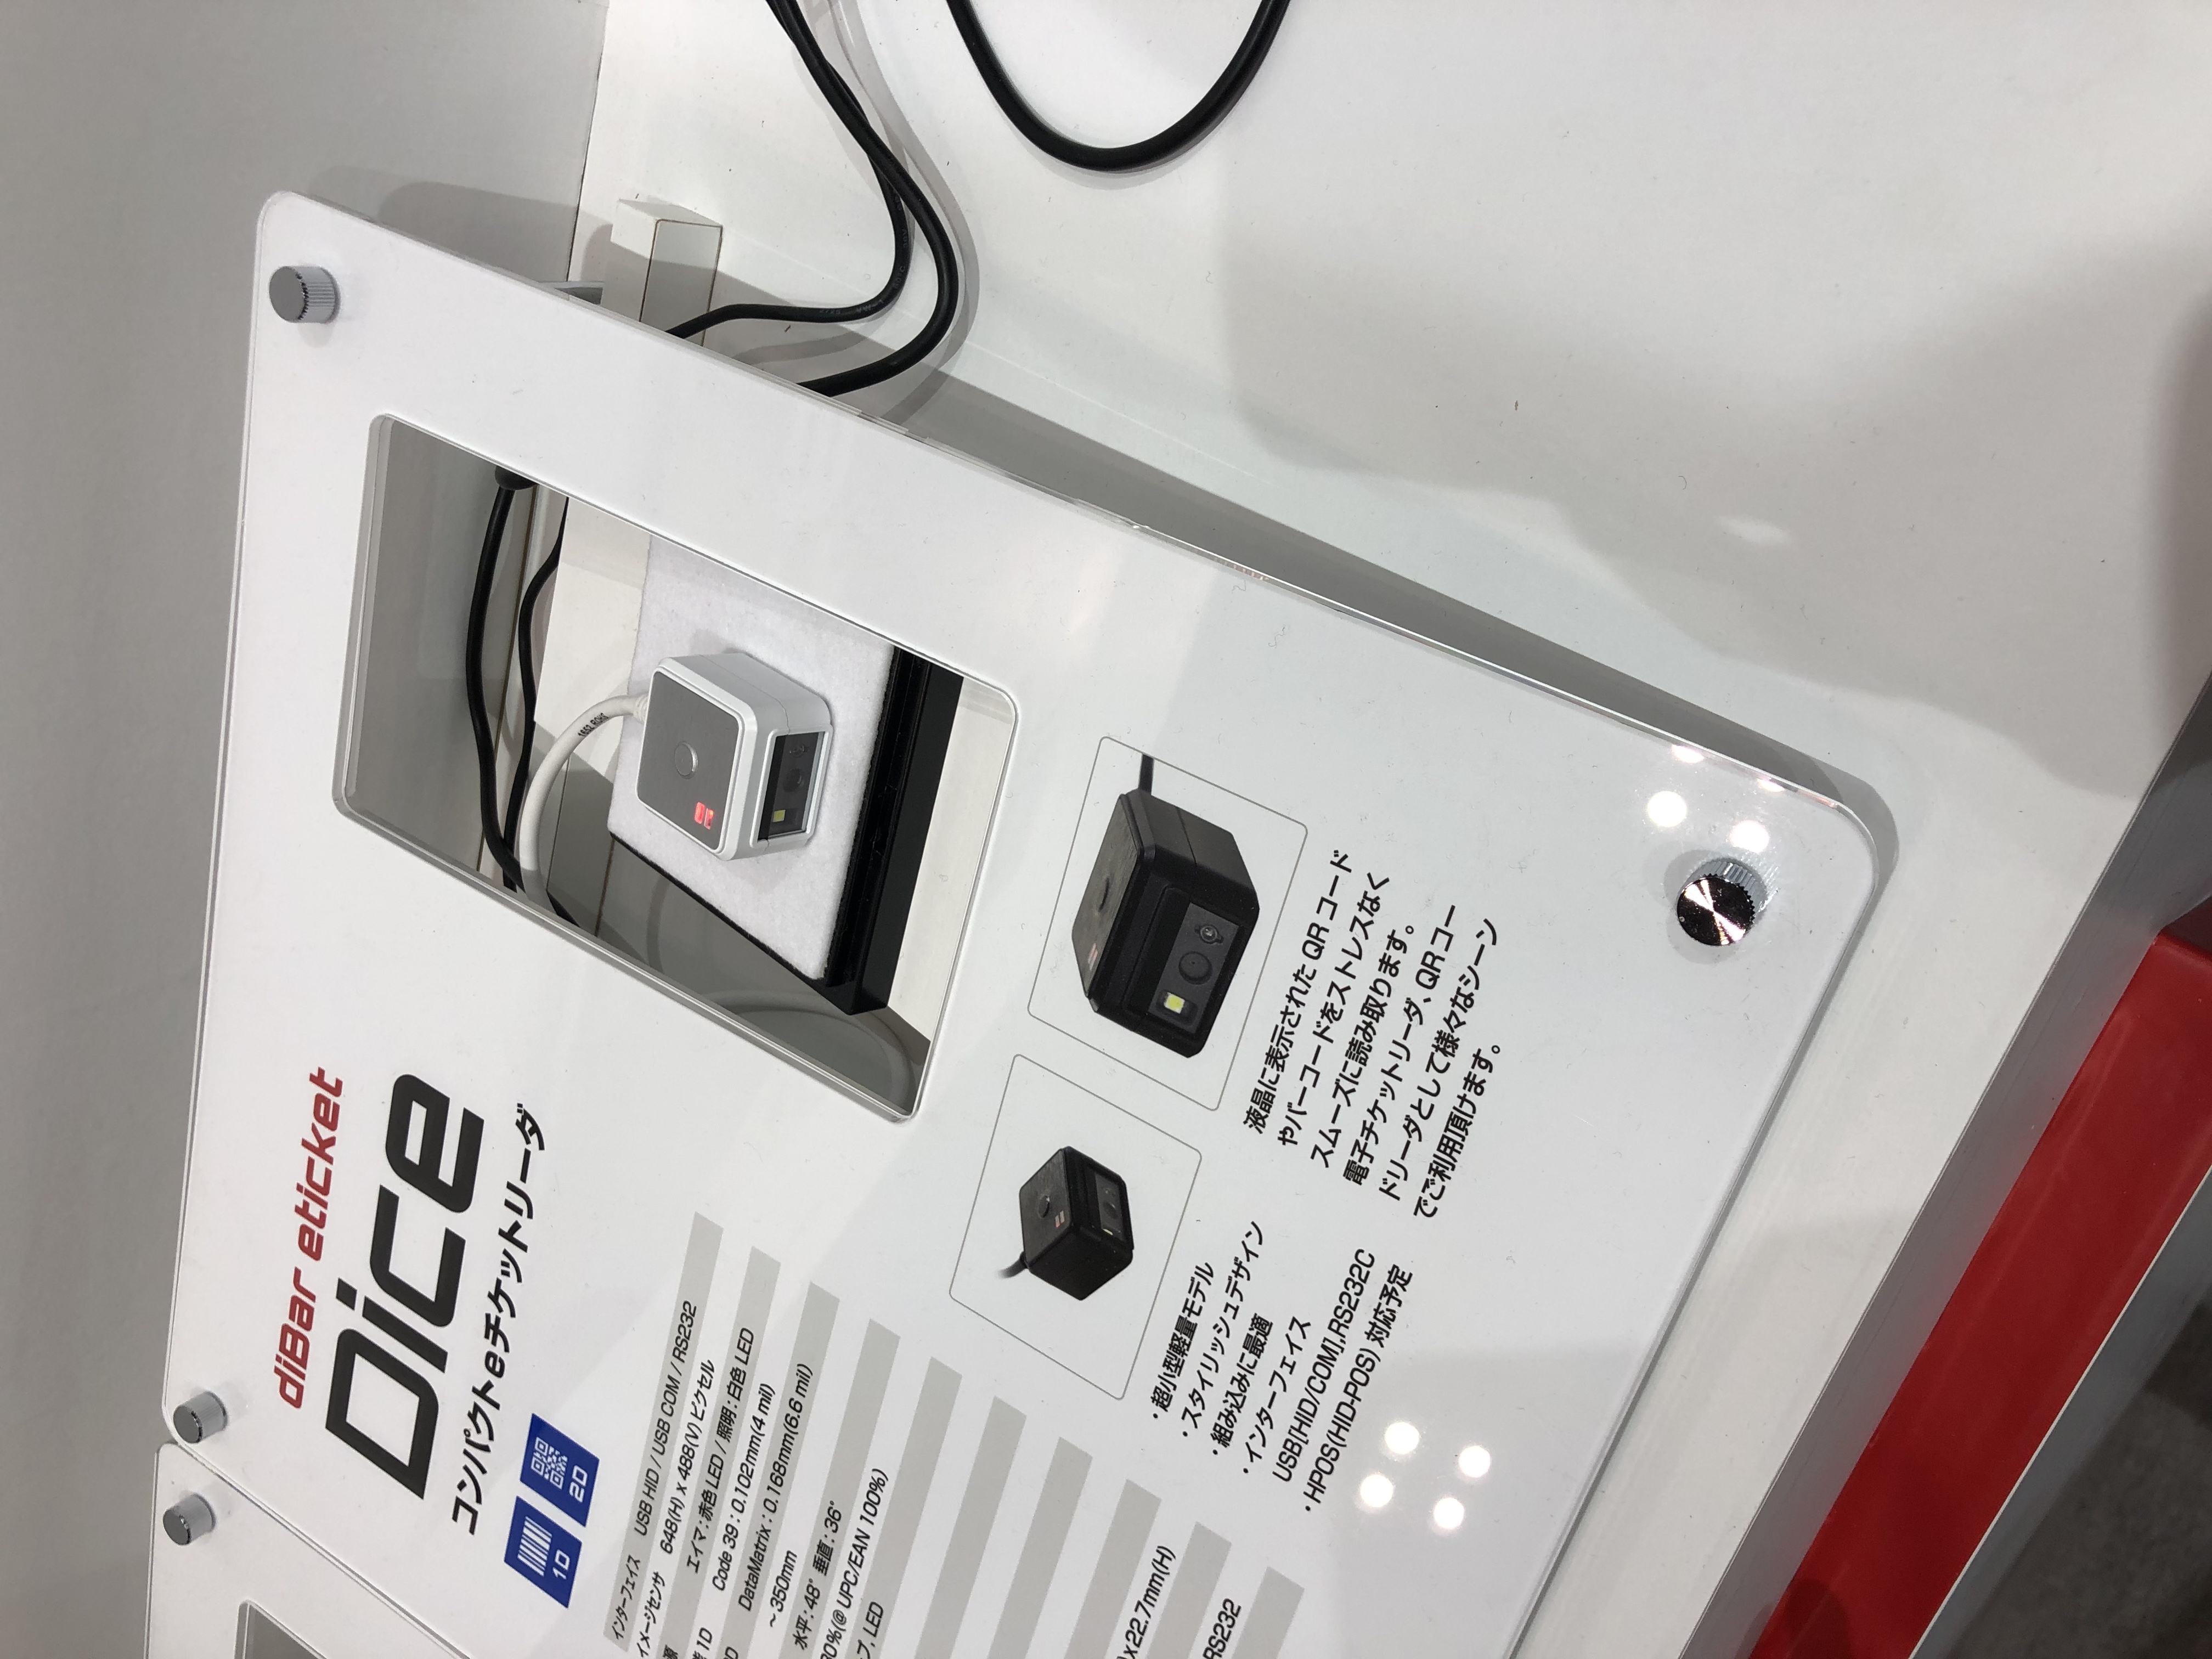 diBar eticket
Dice
コンパクトeチケットリーダ
1D 2D
インターフェイス USB HID / USB COM / RS232
イメージセンサ 648(H) x 488(V) ピクセル
源 エイマ:赤色 LED / 照明:白色 LED
1D Code 39 : 0.102mm(4 mil)
DataMatrix : 0.168mm(6.6 mil)
~350mm
水平:48° 垂直:36°
30%(@ UPC/EAN 100%)
LED
x22.7mm(H)
RS232
・超小型軽量モデル
・スタイリッシュデザイン
・組み込みに最適
・インターフェイス
USB[HID/COM],RS232C
・HPOS(HID-POS) 対応予定
液晶に表示された QR コード
やバーコードをストレスなく
スムーズに読み取ります。
電子チケットリーダ、QRコー
ドリーダとして様々なシーン
でご利用頂けます。